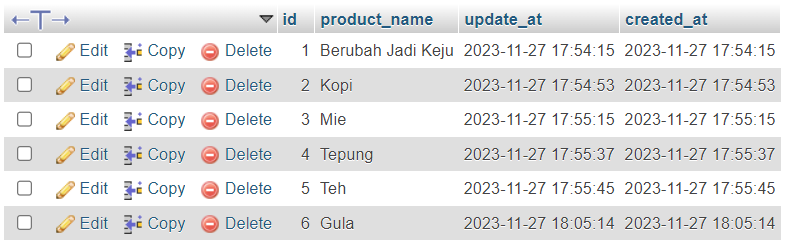 id product_name update_at created_at
Edit Copy Delete 1 Berubah Jadi Keju 2023-11-27 17:54:15 2023-11-27 17:54:15
Edit Copy Delete 2 Kopi 2023-11-27 17:54:53 2023-11-27 17:54:53
Edit Copy Delete 3 Mie 2023-11-27 17:55:15 2023-11-27 17:55:15
Edit Copy Delete 4 Tepung 2023-11-27 17:55:37 2023-11-27 17:55:37
Edit Copy Delete 5 Teh 2023-11-27 17:55:45 2023-11-27 17:55:45
Edit Copy Delete 6 Gula 2023-11-27 18:05:14 2023-11-27 18:05:14